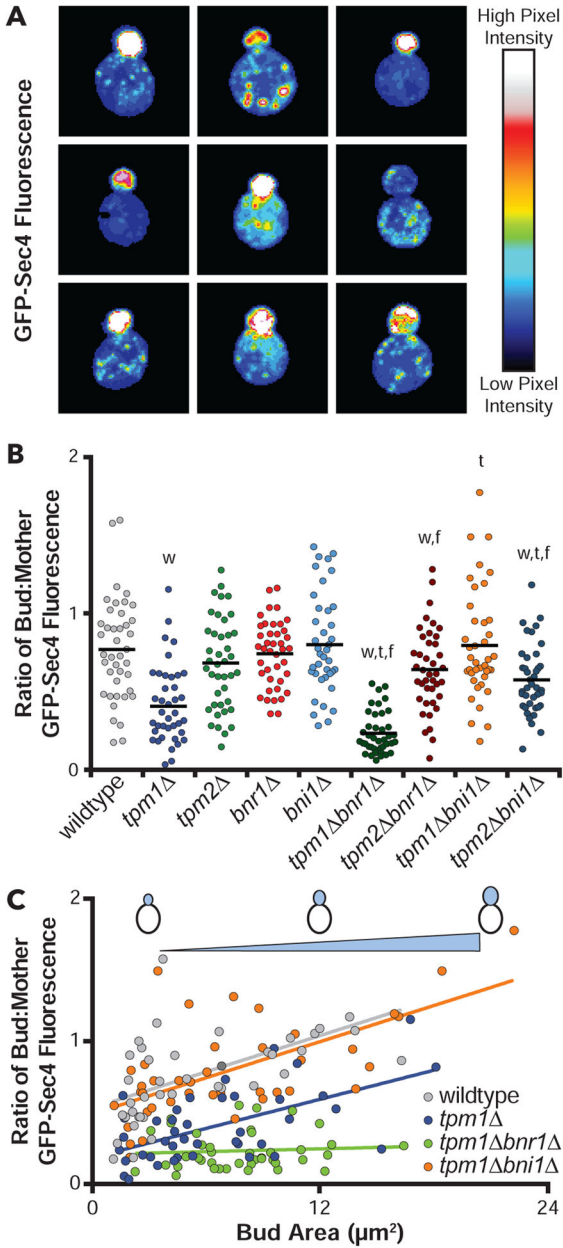 A
High Pixel
Intensity
GFP-Sec4 Fluorescence
Low Pixel
Intensity
B
Ratio of Bud:Mother
GFP-Sec4 Fluorescence
2
1
0
w
w,t,f
w,f
t
w,t,f
wildtype
tpm1Δ
tpm2Δ
bnr1Δ
bni1Δ
tpm1Δbnr1Δ
tpm2Δbnr1Δ
tpm1Δbni1Δ
tpm2Δbni1Δ
C
Ratio of Bud:Mother
GFP-Sec4 Fluorescence
2
1
0
wildtype
tpm1Δ
tpm1Δbnr1Δ
tpm1Δbni1Δ
0
12
24
Bud Area (μm²)